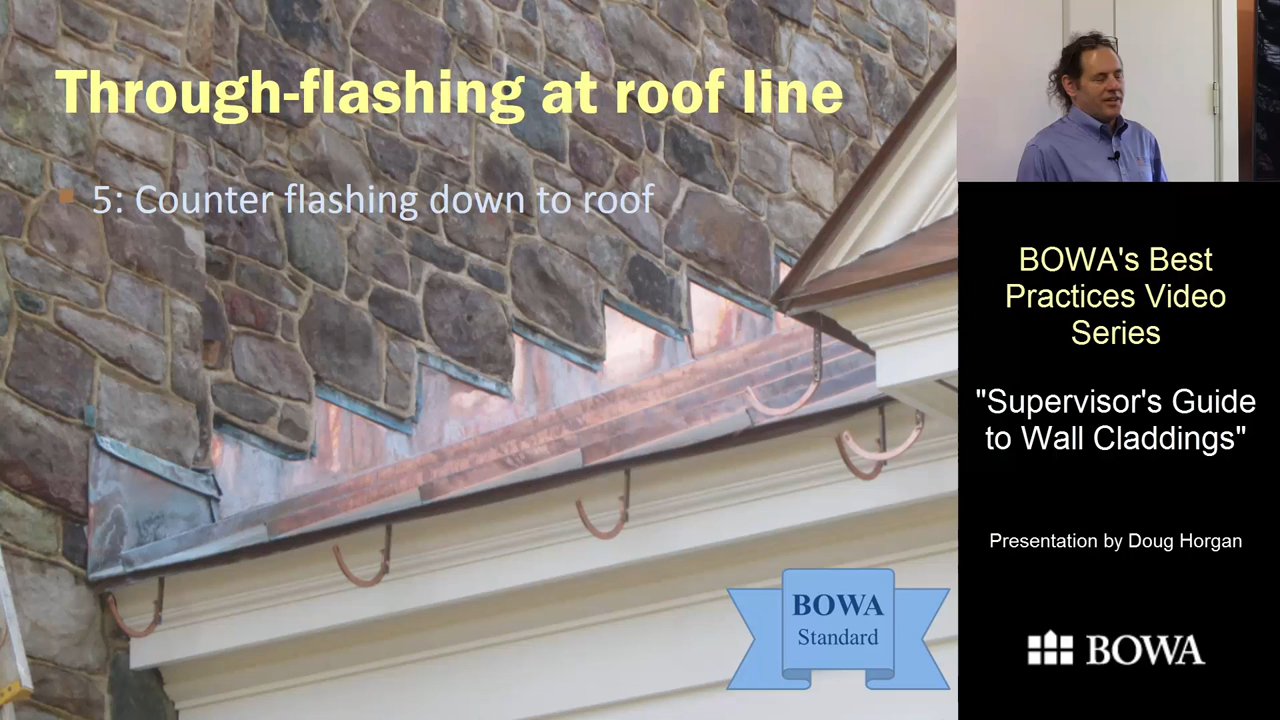 Through-flashing at roof line
5: Counter flashing down to roof
BOWA
Standard
BOWA's Best
Practices Video
Series
"Supervisor's Guide
to Wall Claddings"
Presentation by Doug Horgan
BOWA